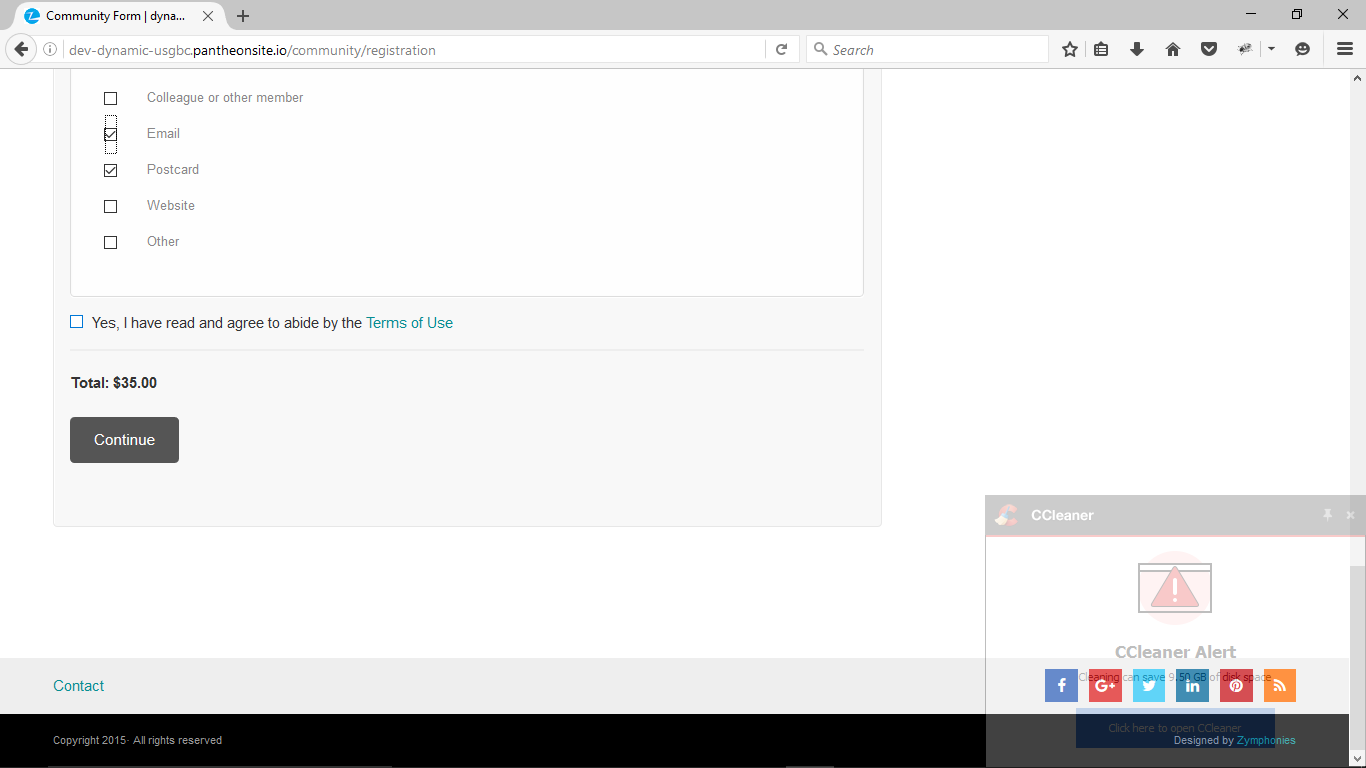 Community Form | dyna...
dev-dynamic-usgbc.pantheonsite.io/community/registration
Search
Colleague or other member
Email
Postcard
Website
Other
Yes, I have read and agree to abide by the Terms of Use
Total: $35.00
Continue
CCleaner
CCleaner Alert
Cleaning can save 9.50 GB of disk space
Click here to open CCleaner
Contact
Copyright 2015· All rights reserved
Designed by Zymphonies